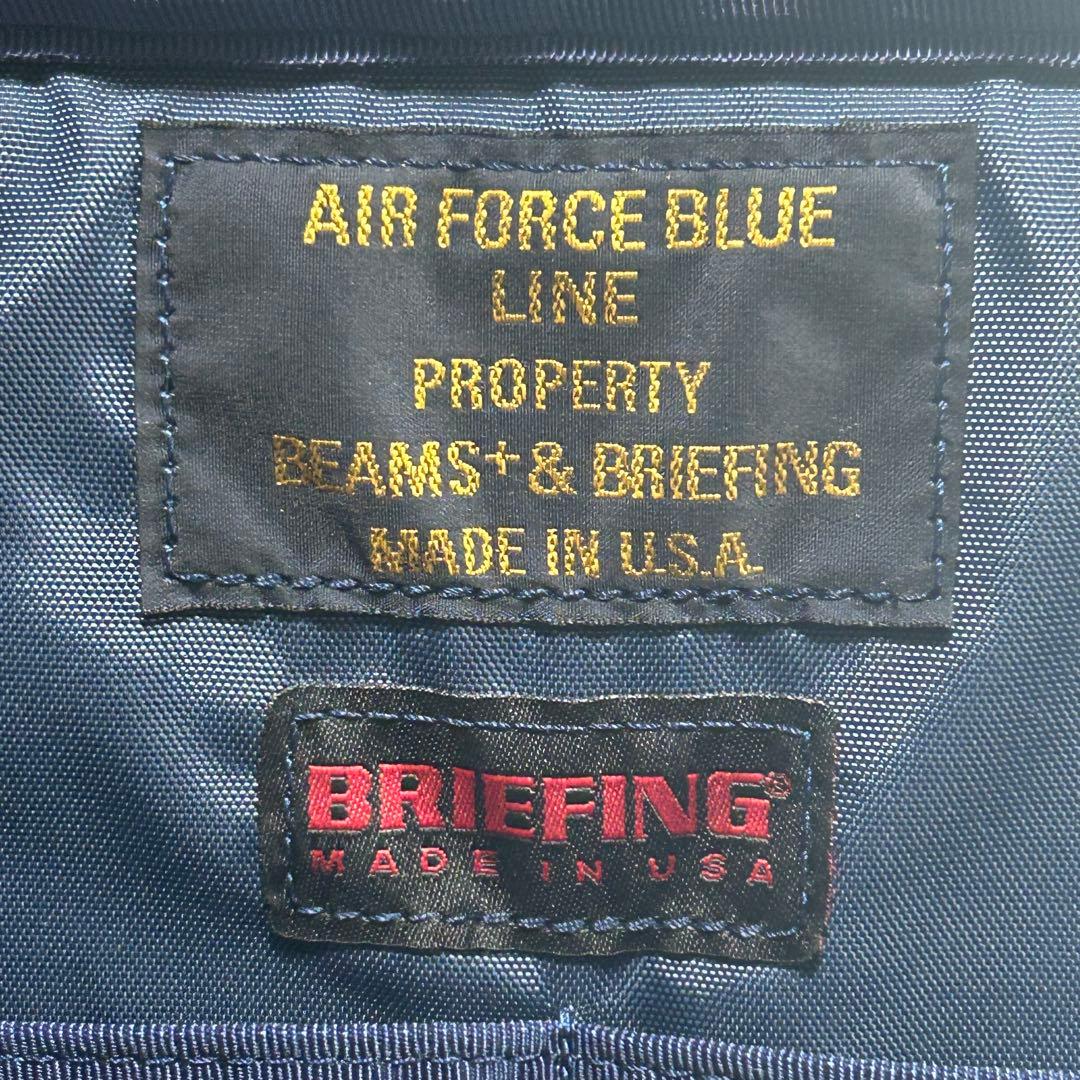 AIR FORCE BLUE
LINE
PROPERTY
BEAMS+ & BRIEFING
MADE IN U.S.A.
BRIEFING®
MADE IN USA